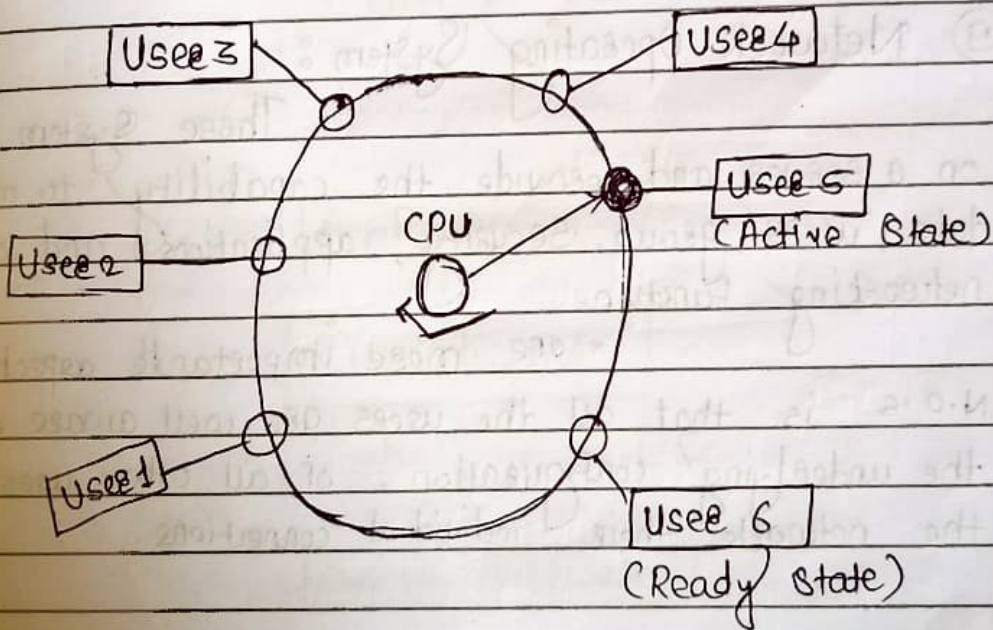 User 3
User 4
User 5
(Active State)
CPU
User 2
User 1
User 6
(Ready State)